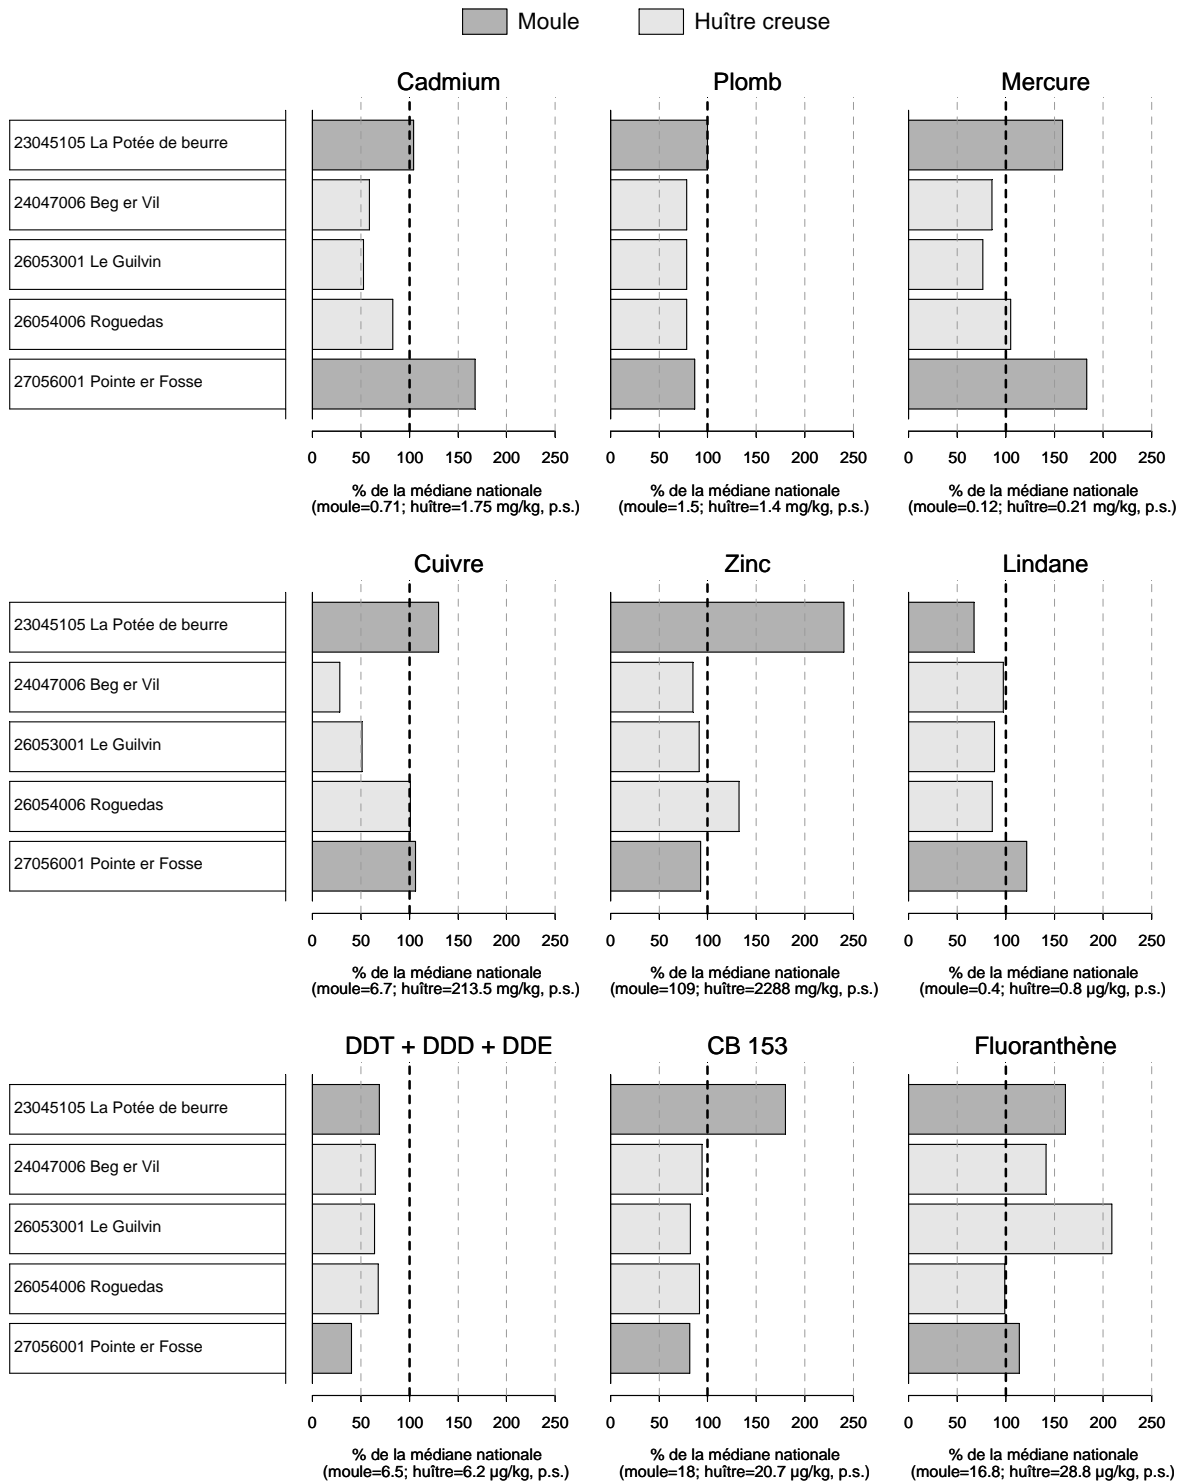 Moule Huître creuse
Cadmium Plomb Mercure
23045105 La Potée de beurre
24047006 Beg er Vil
26053001 Le Guilvin
26054006 Roguedas
27056001 Pointe er Fosse
0 50 100 150 200 250 0 50 100 150 200 250 0 50 100 150 200 250
% de la médiane nationale % de la médiane nationale % de la médiane nationale
(moule=0.71; huître=1.75 mg/kg, p.s.) (moule=1.5; huître=1.4 mg/kg, p.s.) (moule=0.12; huître=0.21 mg/kg, p.s.)
Cuivre Zinc Lindane
23045105 La Potée de beurre
24047006 Beg er Vil
26053001 Le Guilvin
26054006 Roguedas
27056001 Pointe er Fosse
0 50 100 150 200 250 0 50 100 150 200 250 0 50 100 150 200 250
% de la médiane nationale % de la médiane nationale % de la médiane nationale
(moule=6.7; huître=213.5 mg/kg, p.s.) (moule=109; huître=2288 mg/kg, p.s.) (moule=0.4; huître=0.8 µg/kg, p.s.)
DDT + DDD + DDE CB 153 Fluoranthène
23045105 La Potée de beurre
24047006 Beg er Vil
26053001 Le Guilvin
26054006 Roguedas
27056001 Pointe er Fosse
0 50 100 150 200 250 0 50 100 150 200 250 0 50 100 150 200 250
% de la médiane nationale % de la médiane nationale % de la médiane nationale
(moule=6.5; huître=6.2 µg/kg, p.s.) (moule=18; huître=20.7 µg/kg, p.s.) (moule=16.8; huître=28.8 µg/kg, p.s.)